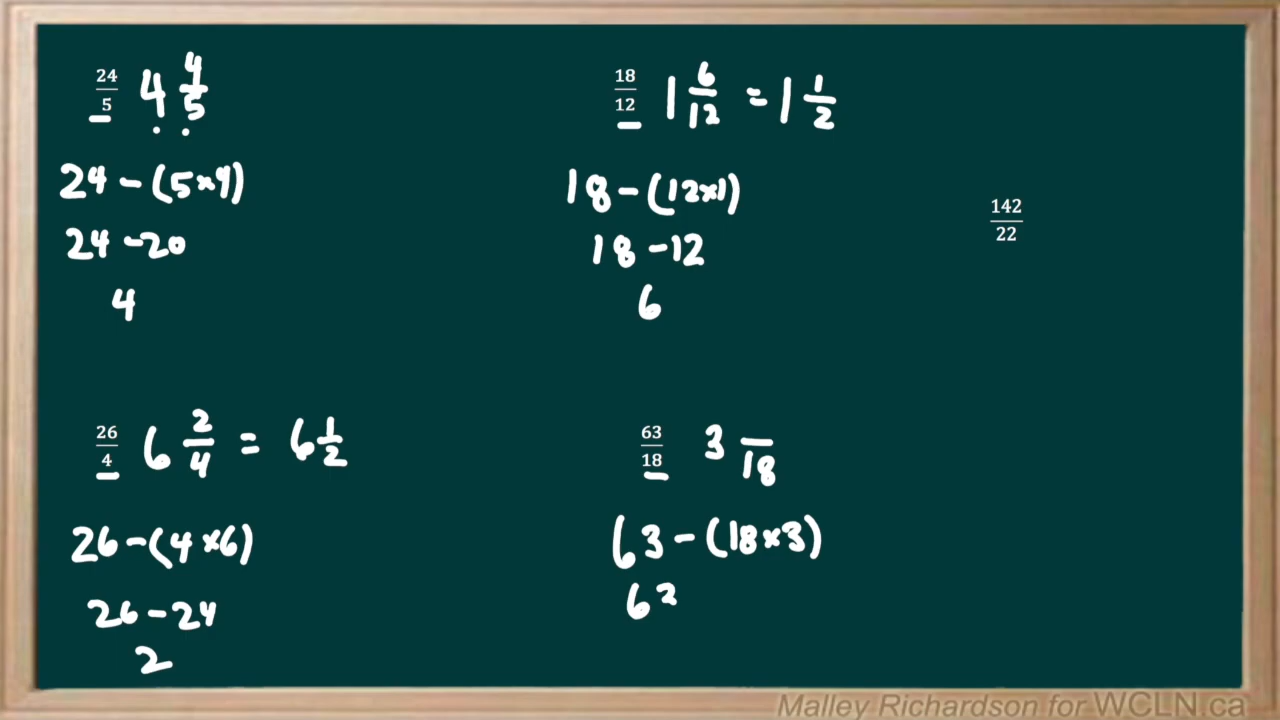 24/5 4 4/5
24 - (5×4)
24 - 20
4
18/12 1 6/12 = 1 1/2
18 - (12×1)
18 - 12
6
142/22
26/4 6 2/4 = 6 1/2
26 - (4×6)
26 - 24
2
63/18 3 /18
63 - (18×3)
63
Malley Richardson for WCLN.ca